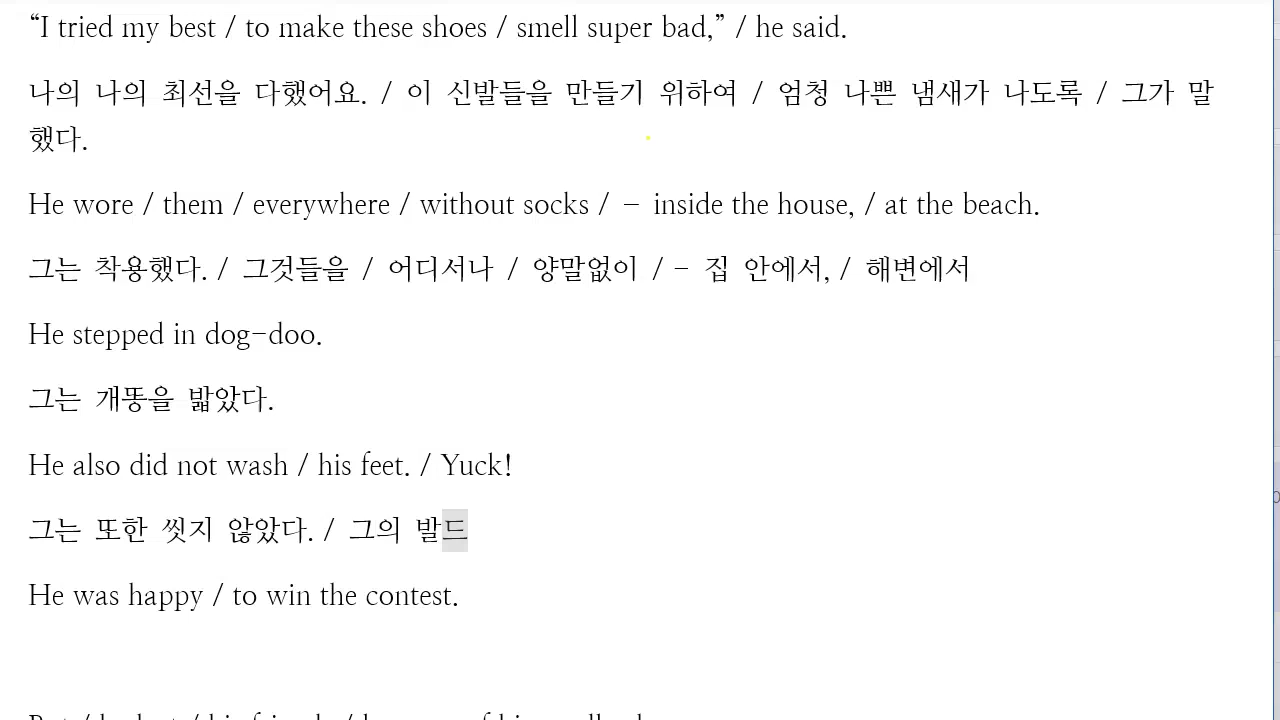 “I tried my best / to make these shoes / smell super bad,” / he said.
나의 나의 최선을 다했어요. / 이 신발들을 만들기 위하여 / 엄청 나쁜 냄새가 나도록 / 그가 말
했다.
He wore / them / everywhere / without socks / - inside the house, / at the beach.
그는 착용했다. / 그것들을 / 어디서나 / 양말없이 / - 집 안에서, / 해변에서
He stepped in dog-doo.
그는 개똥을 밟았다.
He also did not wash / his feet. / Yuck!
그는 또한 씻지 않았다. / 그의 발드
He was happy / to win the contest.